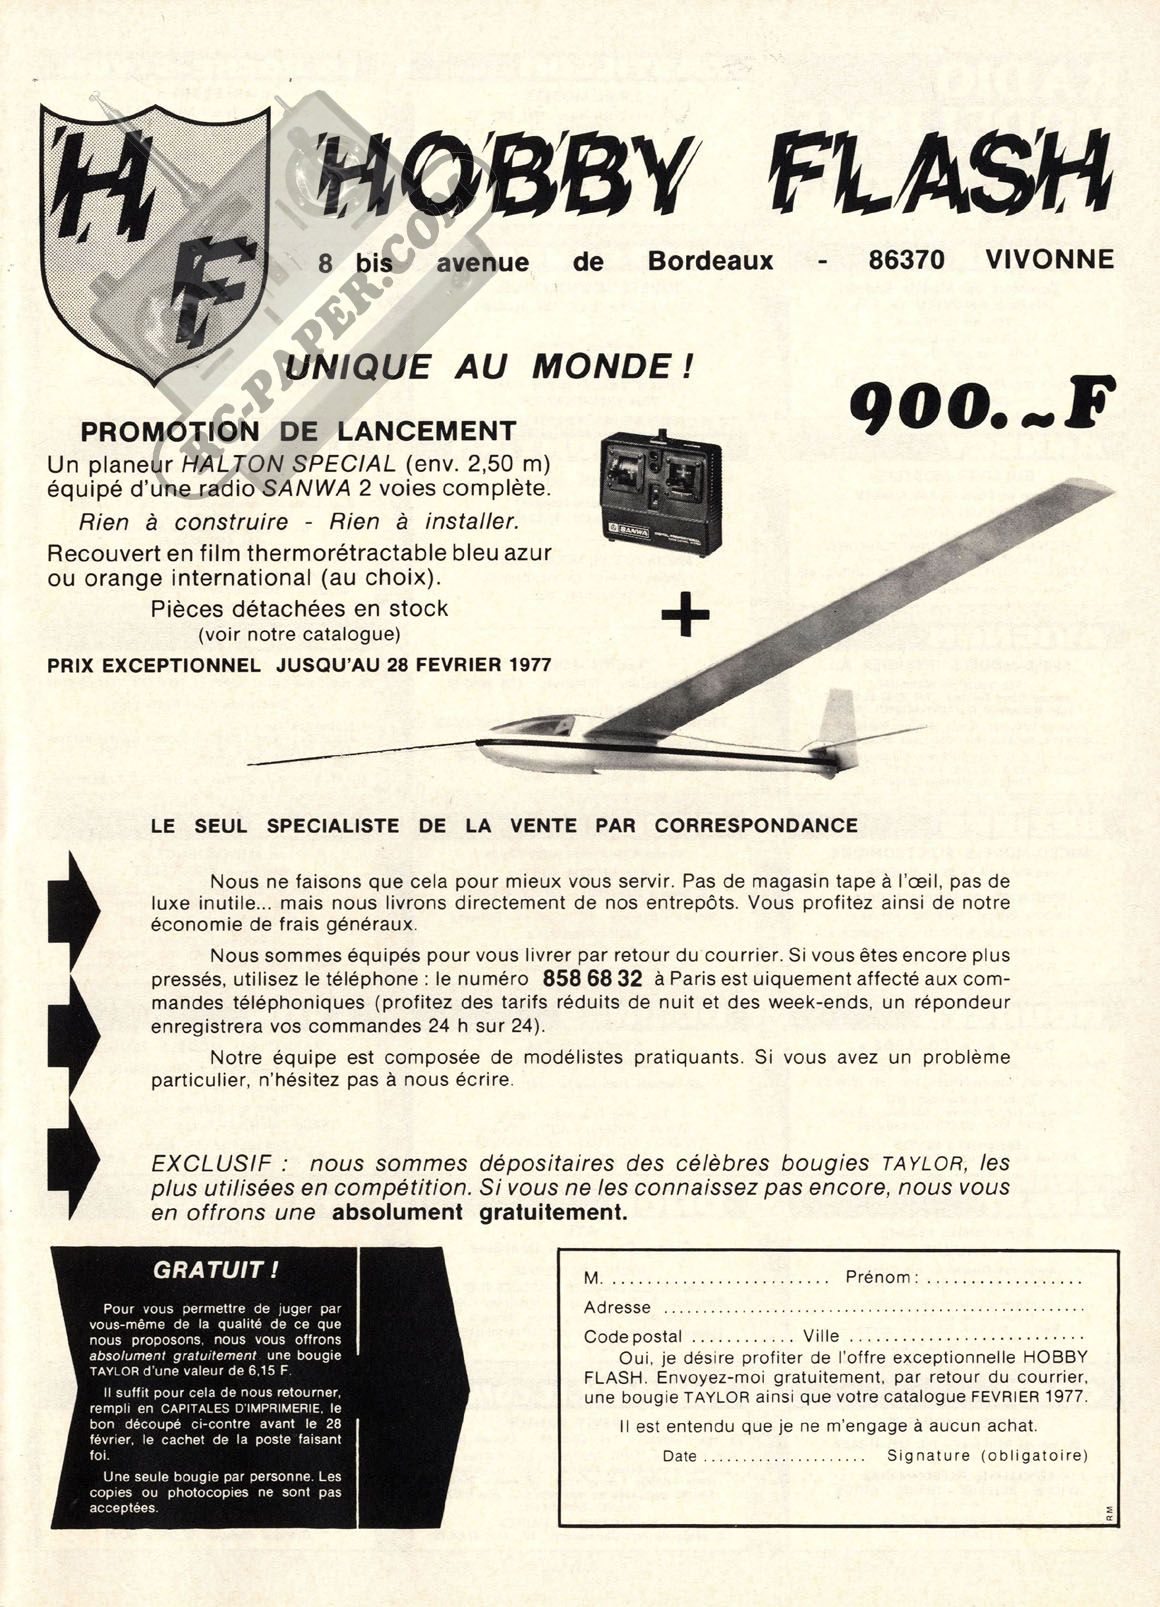 H
F
HOBBY FLASH
8 bis avenue de Bordeaux - 86370 VIVONNE
RC-PAPER.COM
UNIQUE AU MONDE !
900.~F
PROMOTION DE LANCEMENT
Un planeur HALTON SPECIAL (env. 2,50 m)
équipé d'une radio SANWA 2 voies complète.
Rien à construire - Rien à installer.
Recouvert en film thermorétractable bleu azur
ou orange international (au choix).
Pièces détachées en stock
(voir notre catalogue)
PRIX EXCEPTIONNEL JUSQU'AU 28 FEVRIER 1977
SANWA
+
LE SEUL SPECIALISTE DE LA VENTE PAR CORRESPONDANCE
Nous ne faisons que cela pour mieux vous servir. Pas de magasin tape à l'œil, pas de
luxe inutile... mais nous livrons directement de nos entrepôts. Vous profitez ainsi de notre
économie de frais généraux.
Nous sommes équipés pour vous livrer par retour du courrier. Si vous êtes encore plus
pressés, utilisez le téléphone : le numéro 858 68 32 à Paris est uiquement affecté aux com-
mandes téléphoniques (profitez des tarifs réduits de nuit et des week-ends, un répondeur
enregistrera vos commandes 24 h sur 24).
Notre équipe est composée de modélistes pratiquants. Si vous avez un problème
particulier, n'hésitez pas à nous écrire.
EXCLUSIF : nous sommes dépositaires des célèbres bougies TAYLOR, les
plus utilisées en compétition. Si vous ne les connaissez pas encore, nous vous
en offrons une absolument gratuitement.
GRATUIT !
Pour vous permettre de juger par
vous-même de la qualité de ce que
nous proposons, nous vous offrons
absolument gratuitement une bougie
TAYLOR d'une valeur de 6,15 F.
Il suffit pour cela de nous retourner,
rempli en CAPITALES D'IMPRIMERIE, le
bon découpé ci-contre avant le 28
février, le cachet de la poste faisant
foi.
Une seule bougie par personne. Les
copies ou photocopies ne sont pas
acceptées.
M. ......................... Prénom : ..................
Adresse ................................................
Code postal ............ Ville ...........................
Oui, je désire profiter de l'offre exceptionnelle HOBBY
FLASH. Envoyez-moi gratuitement, par retour du courrier,
une bougie TAYLOR ainsi que votre catalogue FEVRIER 1977.
Il est entendu que je ne m'engage à aucun achat.
Date ..................... Signature (obligatoire)
RM